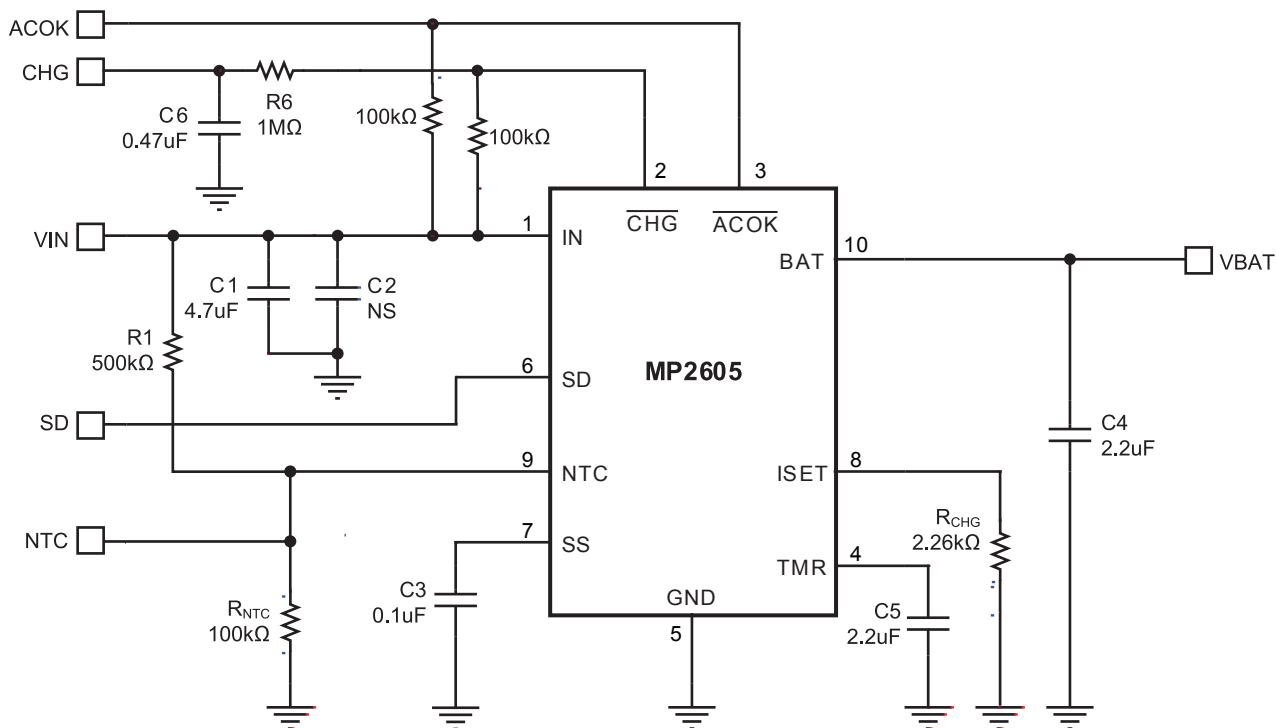 ACOK
CHG
R6
1MΩ
C6
0.47uF
100kΩ
100kΩ
2
3
CHG
ACOK
VIN
1
IN
10
BAT
VBAT
C1
4.7uF
C2
NS
R1
500kΩ
6
SD
MP2605
SD
C4
2.2uF
9
NTC
8
ISET
NTC
7
SS
RCHG
2.26kΩ
4
TMR
C3
0.1uF
RNTC
100kΩ
GND
5
C5
2.2uF